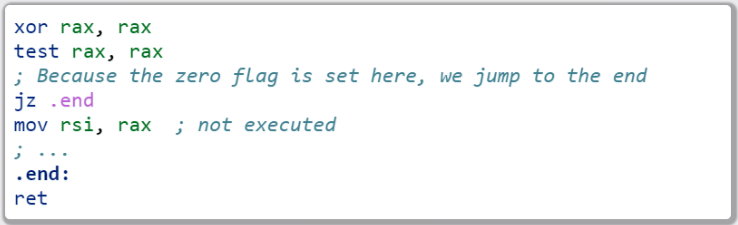 xor rax, rax
test rax, rax
; Because the zero flag is set here, we jump to the end
jz .end
mov rsi, rax  ; not executed
; ...
.end:
ret